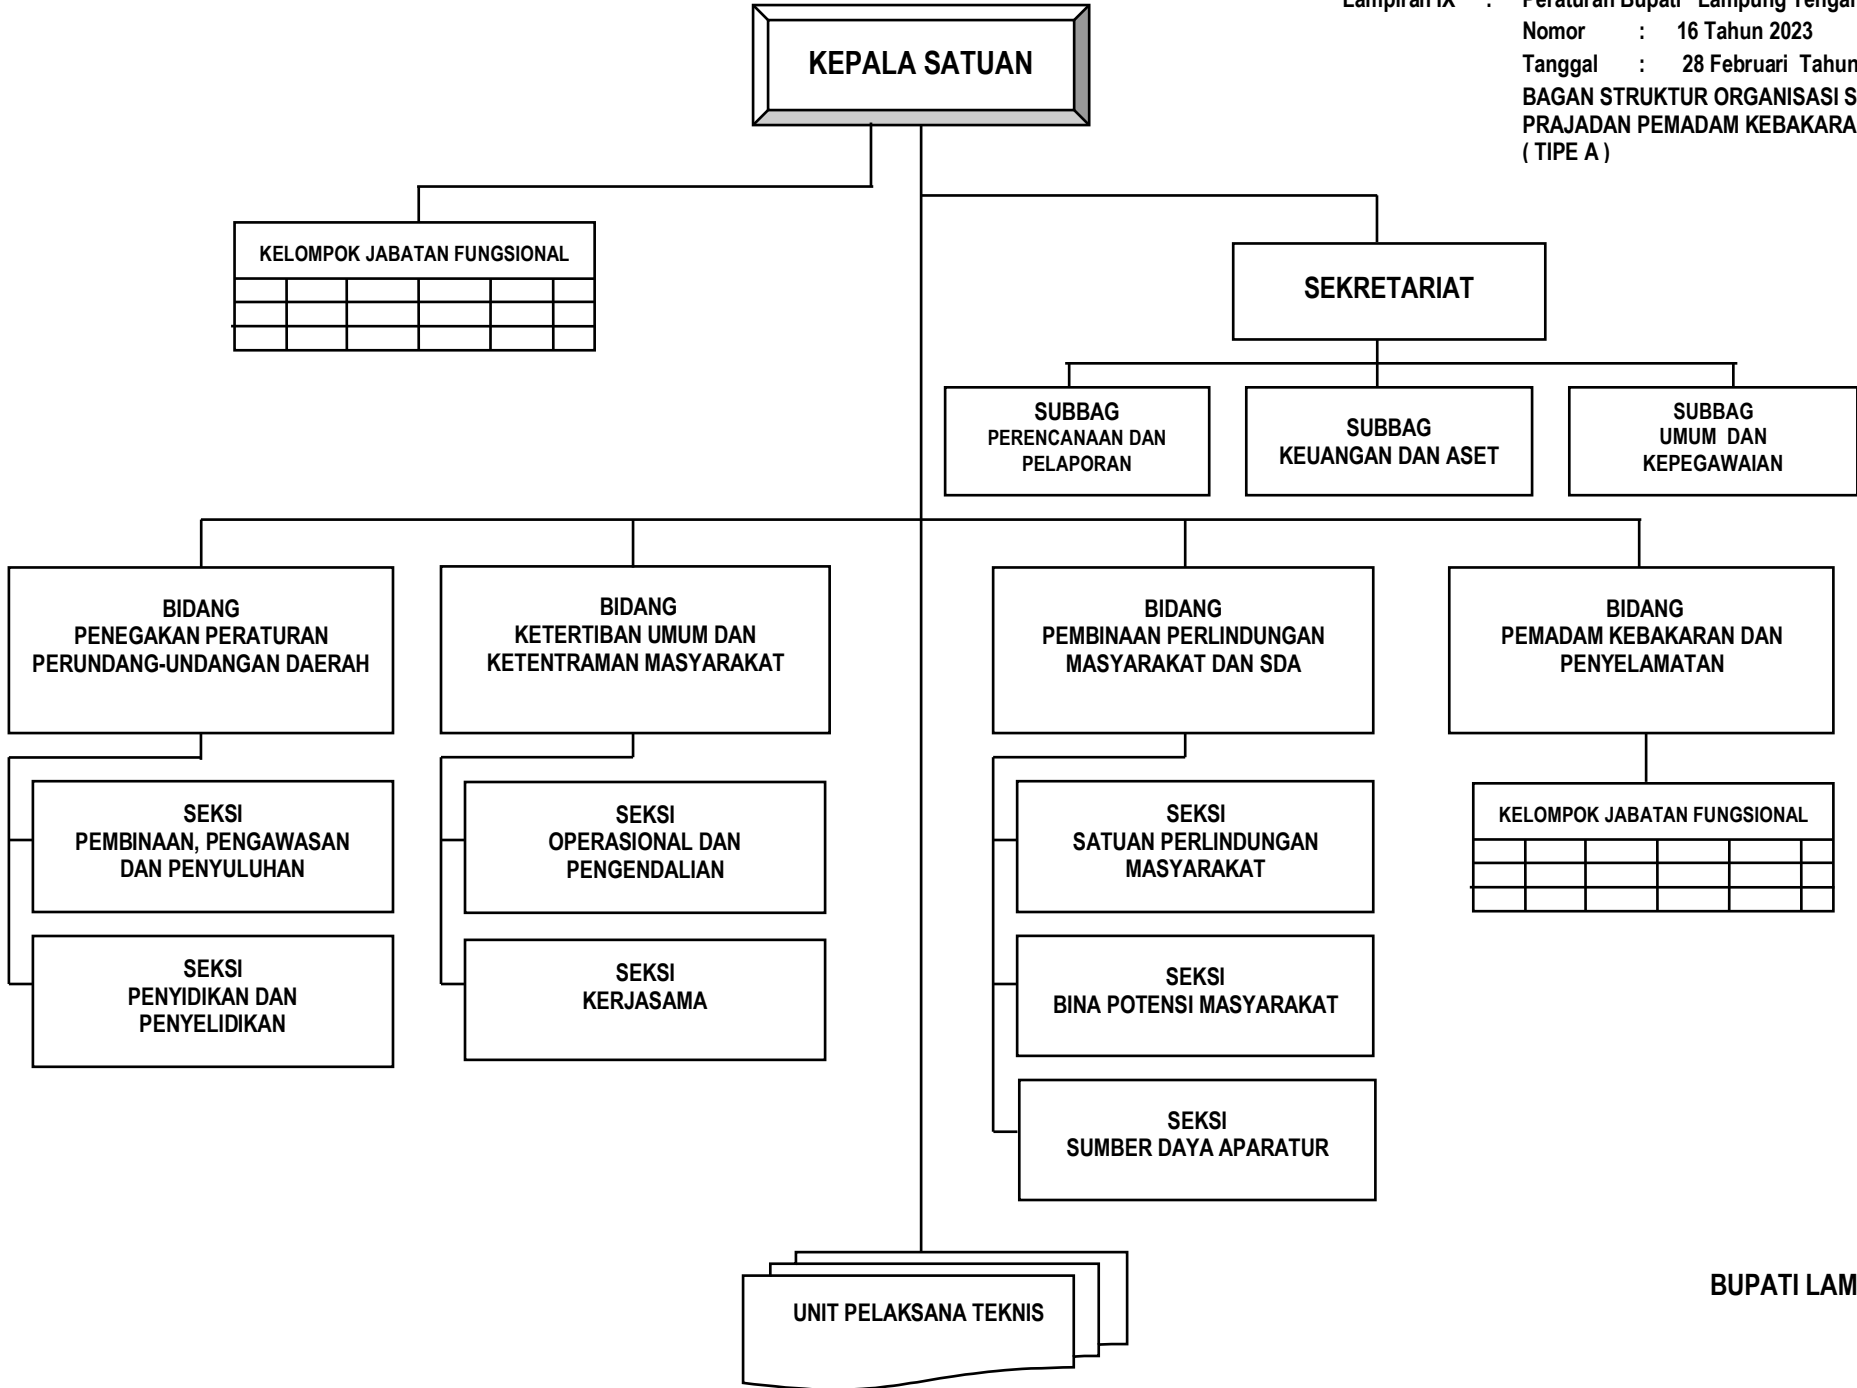 Lampiran IX : Peraturan Bupati Lampung Tengah
Nomor : 16 Tahun 2023
Tanggal : 28 Februari Tahun
BAGAN STRUKTUR ORGANISASI
PRAJADAN PEMADAM
( TIPE A )
KEPALA SATUAN
KELOMPOK JABATAN FUNGSIONAL
SEKRETARIAT
SUBBAG
PERENCANAAN DAN
PELAPORAN
SUBBAG
KEUANGAN DAN ASET
SUBBAG
UMUM DAN
KEPEGAWAIAN
BIDANG
PENEGAKAN PERATURAN
PERUNDANG-UNDANGAN DAERAH
BIDANG
KETERTIBAN UMUM DAN
KETENTRAMAN MASYARAKAT
BIDANG
PEMBINAAN PERLINDUNGAN
MASYARAKAT DAN SDA
BIDANG
PEMADAM KEBAKARAN DAN
PENYELAMATAN
SEKSI
PEMBINAAN, PENGAWASAN
DAN PENYULUHAN
SEKSI
OPERASIONAL DAN
PENGENDALIAN
SEKSI
SATUAN PERLINDUNGAN
MASYARAKAT
KELOMPOK JABATAN FUNGSIONAL
SEKSI
PENYIDIKAN DAN
PENYELIDIKAN
SEKSI
KERJASAMA
SEKSI
BINA POTENSI MASYARAKAT
SEKSI
SUMBER DAYA APARATUR
UNIT PELAKSANA TEKNIS
BUPATI